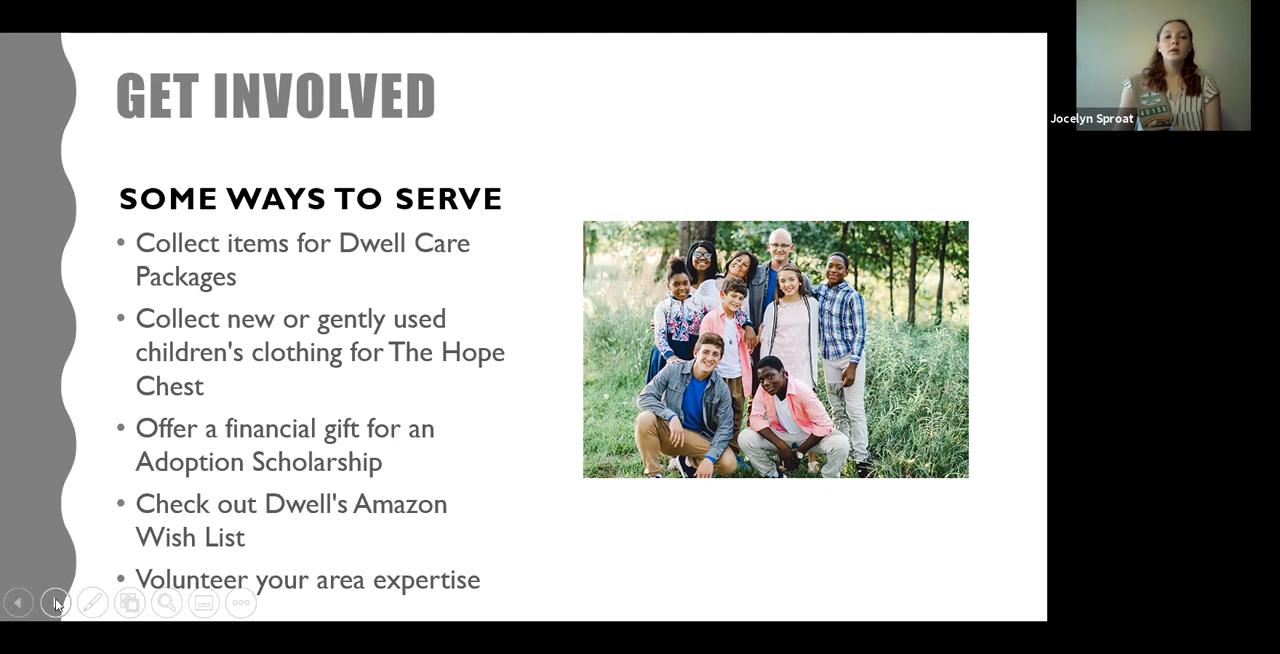 GET INVOLVED
SOME WAYS TO SERVE
• Collect items for Dwell Care
Packages
• Collect new or gently used
children's clothing for The Hope
Chest
• Offer a financial gift for an
Adoption Scholarship
• Check out Dwell's Amazon
Wish List
• Volunteer your area expertise
Jocelyn Sproat